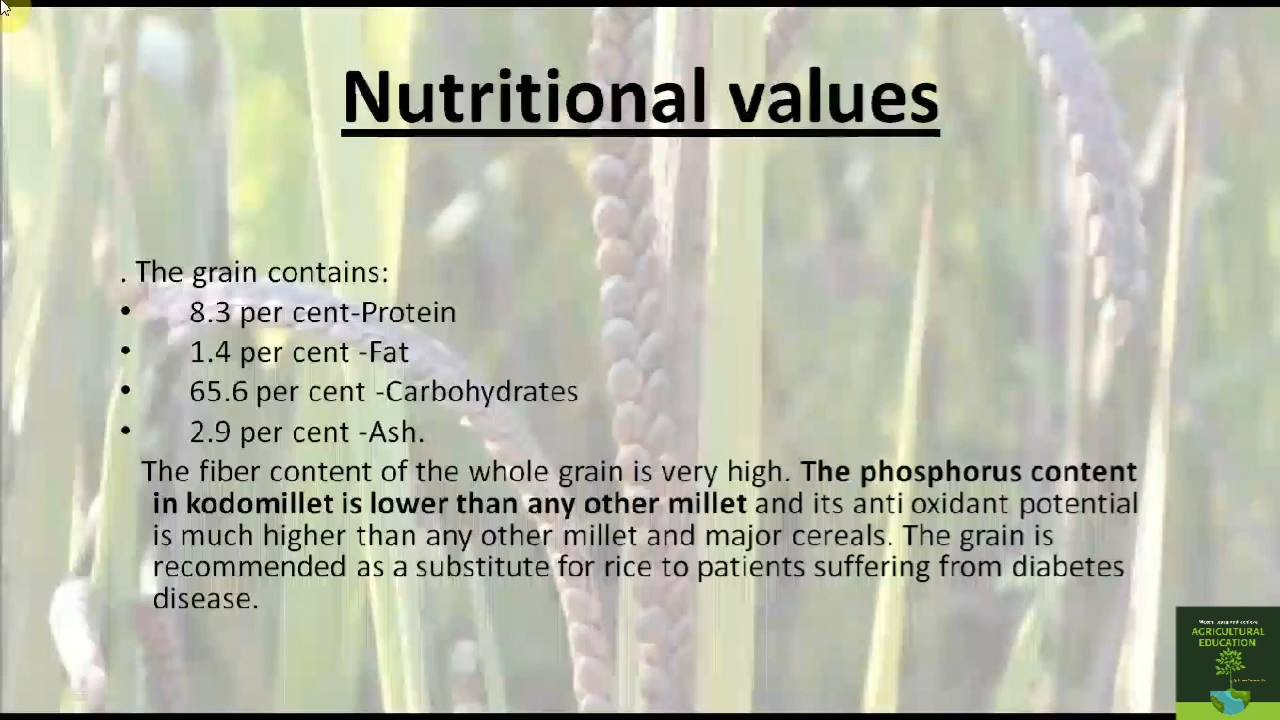 Nutritional values
. The grain contains:
• 8.3 per cent-Protein
• 1.4 per cent -Fat
• 65.6 per cent -Carbohydrates
• 2.9 per cent -Ash.
The fiber content of the whole grain is very high. The phosphorus content
in kodomillet is lower than any other millet and its anti oxidant potential
is much higher than any other millet and major cereals. The grain is
recommended as a substitute for rice to patients suffering from diabetes
disease.
AGRICULTURAL
EDUCATION